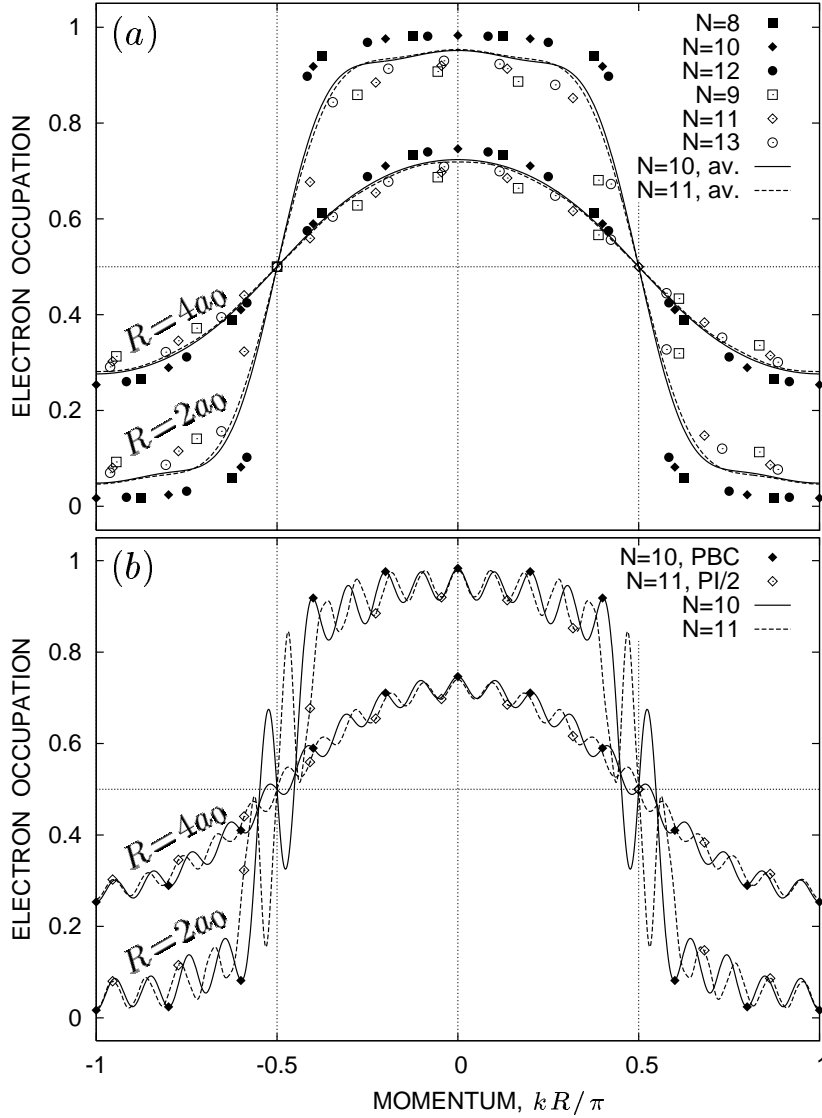 (a)
N=8
N=10
N=12
N=9
N=11
N=13
N=10, av.
N=11, av.
1
0.8
0.6
0.4
0.2
0
ELECTRON OCCUPATION
R=4a₀
R=2a₀
(b)
N=10, PBC
N=11, PI/2
N=10
N=11
1
0.8
0.6
0.4
0.2
0
ELECTRON OCCUPATION
R=4a₀
R=2a₀
-1 -0.5 0 0.5 1
MOMENTUM, kR/π